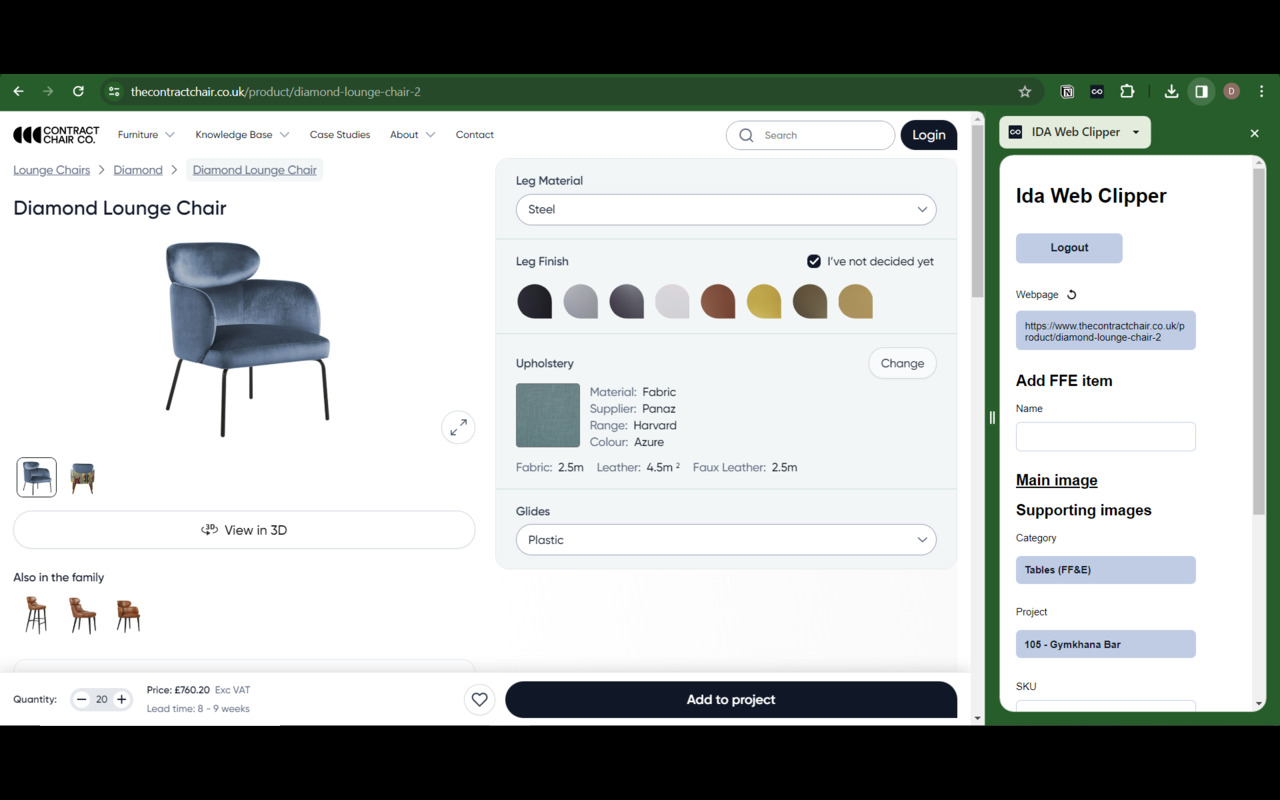 thecontractchair.co.uk/product/diamond-lounge-chair-2
D
CONTRACT
CHAIR CO.
Furniture
Knowledge Base
Case Studies
About
Contact
Search
Login
Lounge Chairs > Diamond > Diamond Lounge Chair
Diamond Lounge Chair
3D
View in 3D
Also in the family
Leg Material
Steel
Leg Finish
I've not decided yet
Upholstery
Change
Material: Fabric
Supplier: Panaz
Range: Harvard
Colour: Azure
Fabric: 2.5m Leather: 4.5m ² Faux Leather: 2.5m
Glides
Plastic
Quantity: − 20 +
Price: £760.20 Exc VAT
Lead time: 8 - 9 weeks
Add to project
IDA Web Clipper
Ida Web Clipper
Logout
Webpage
https://www.thecontractchair.co.uk/p
roduct/diamond-lounge-chair-2
Add FFE item
Name
Main image
Supporting images
Category
Tables (FF&E)
Project
105 - Gymkhana Bar
SKU